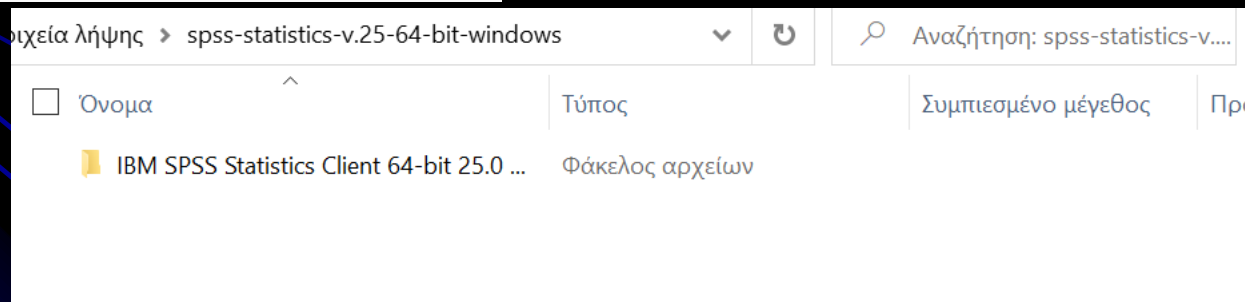 οιχεία λήψης > spss-statistics-v.25-64-bit-windows Αναζήτηση: spss-statistics-v....
Όνομα Τύπος Συμπιεσμένο μέγεθος Πρ
IBM SPSS Statistics Client 64-bit 25.0 ... Φάκελος αρχείων